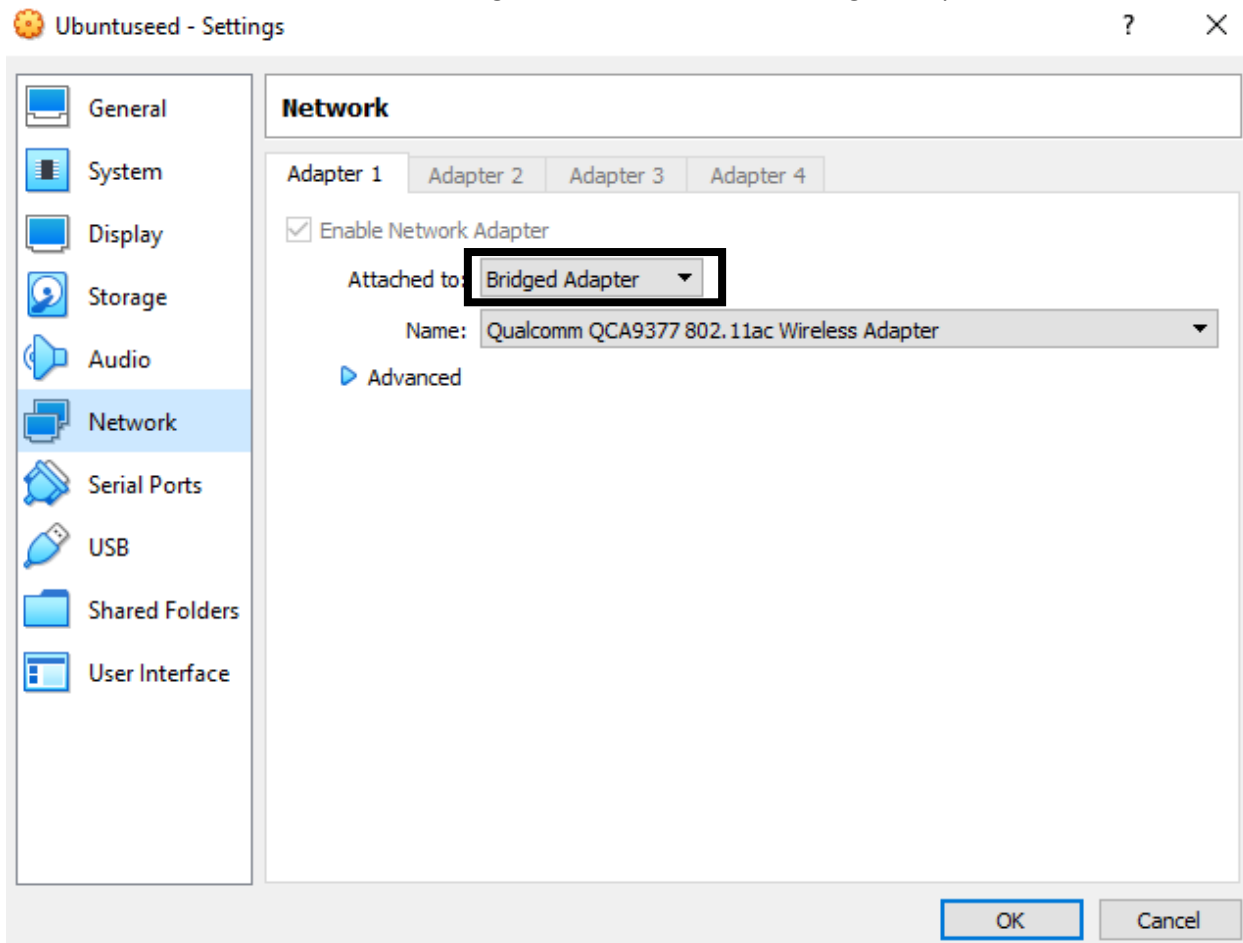 Ubuntuseed - Settings
?
General
System
Display
Storage
Audio
Network
Serial Ports
USB
Shared Folders
User Interface
Network
Adapter 1 Adapter 2 Adapter 3 Adapter 4
Enable Network Adapter
Attached to: Bridged Adapter
Name: Qualcomm QCA9377 802.11ac Wireless Adapter
Advanced
OK Cancel